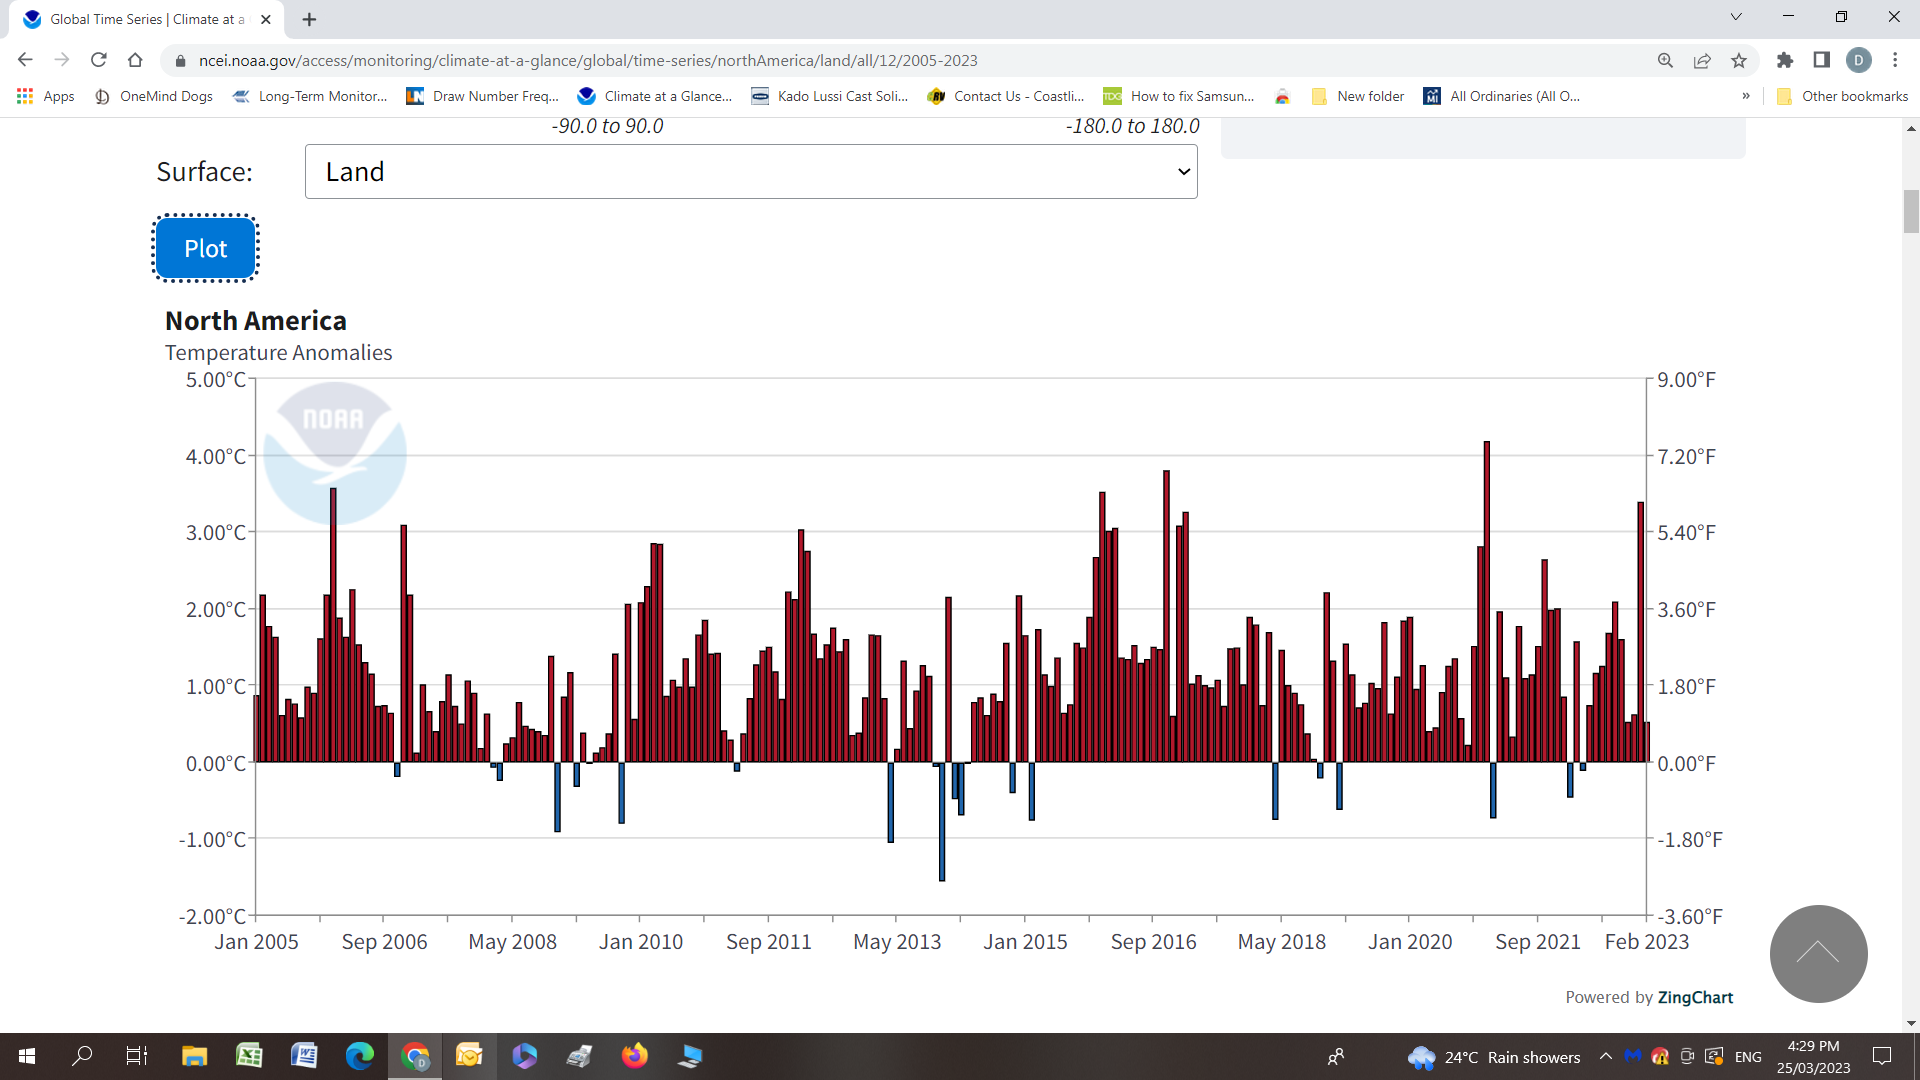 Global Time Series | Climate at a
ncei.noaa.gov/access/monitoring/climate-at-a-glance/global/time-series/northAmerica/land/all/12/2005-2023
D
Apps OneMind Dogs Long-Term Monitor... Draw Number Freq... Climate at a Glance... Kado Lussi Cast Soli... Contact Us - Coastli... How to fix Samsun... New folder All Ordinaries (All O... » Other bookmarks
-90.0 to 90.0 -180.0 to 180.0
Surface: Land
Plot
North America
Temperature Anomalies
5.00°C 9.00°F
NOAA
4.00°C 7.20°F
3.00°C 5.40°F
2.00°C 3.60°F
1.00°C 1.80°F
0.00°C 0.00°F
-1.00°C -1.80°F
-2.00°C -3.60°F
Jan 2005 Sep 2006 May 2008 Jan 2010 Sep 2011 May 2013 Jan 2015 Sep 2016 May 2018 Jan 2020 Sep 2021 Feb 2023
Powered by ZingChart
24°C Rain showers ENG 4:29 PM
25/03/2023